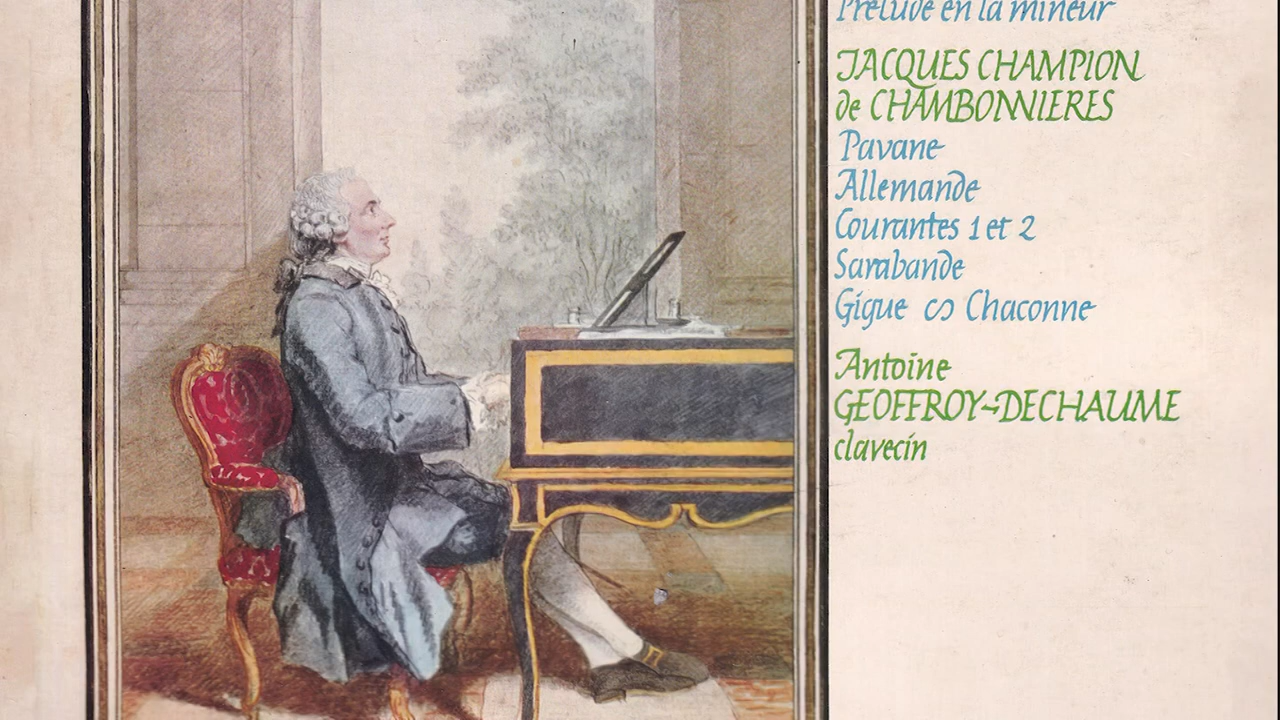 Prélude en la mineur
JACQUES CHAMPION
de CHAMBONNIERES
Pavane
Allemande
Courantes 1 et 2
Sarabande
Gigue ᔕ Chaconne
Antoine
GEOFFROY-DECHAUME
clavecin